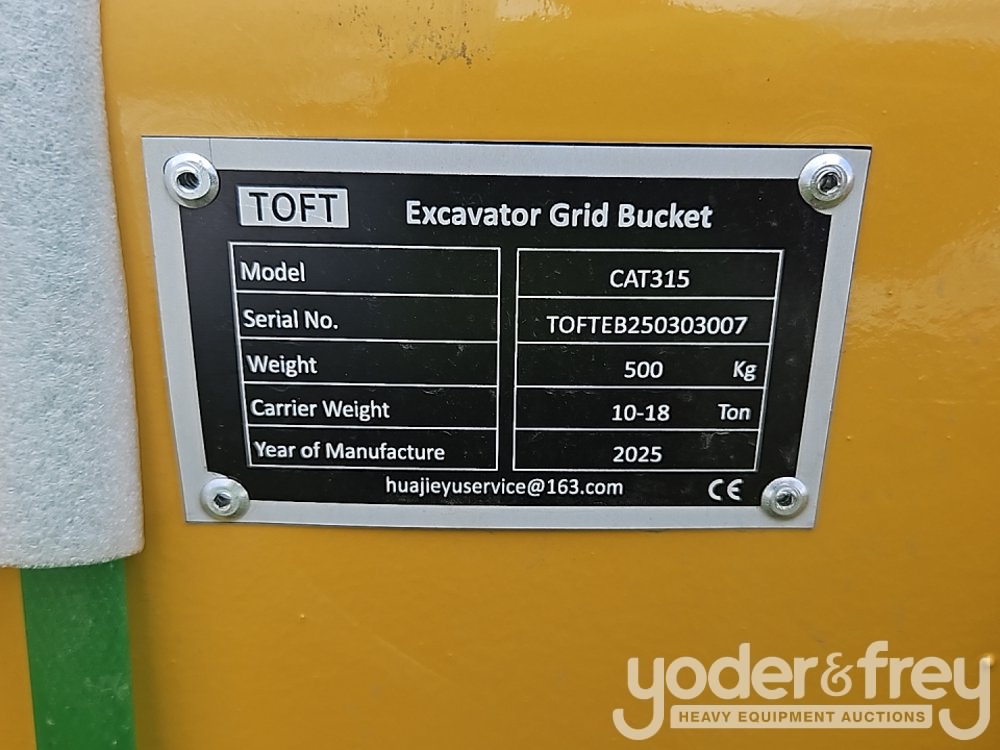 TOFT Excavator Grid Bucket
Model CAT315
Serial No. TOFTEB250303007
Weight 500 Kg
Carrier Weight 10-18 Ton
Year of Manufacture 2025
huajieyuservice@163.com CE
yoder&frey
HEAVY EQUIPMENT AUCTIONS